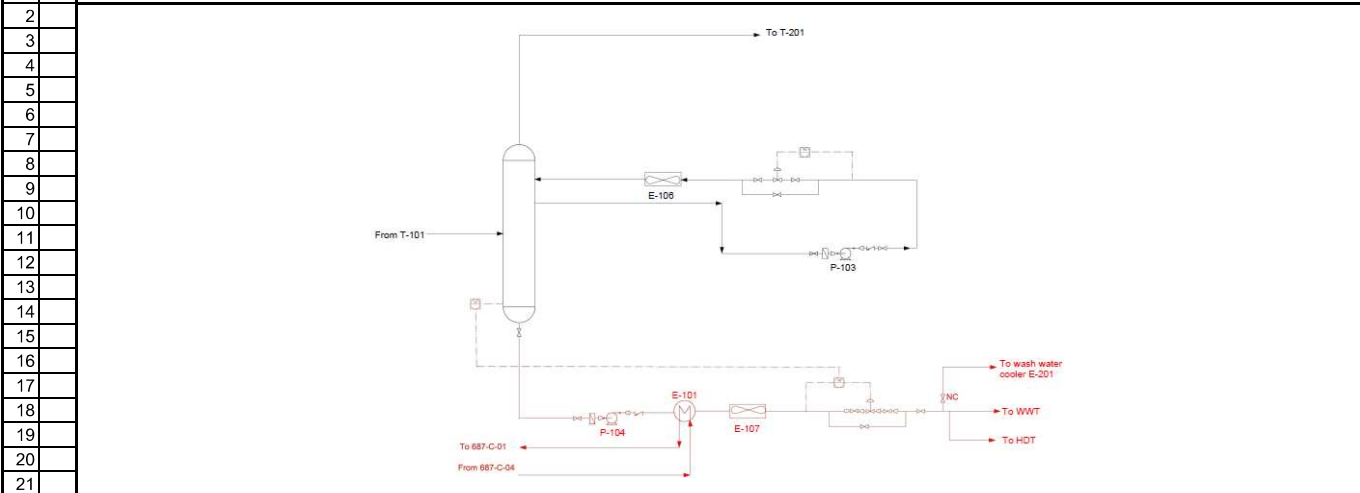 2
3
4
5
6
7
8
9
10
11
12
13
14
15
16
17
18
19
20
21
To T-201
E-106
From T-101
P-103
To wash water
cooler E-201
NC
E-101
To WWT
P-104
E-107
To HDT
To 687-C-01
From 687-C-04